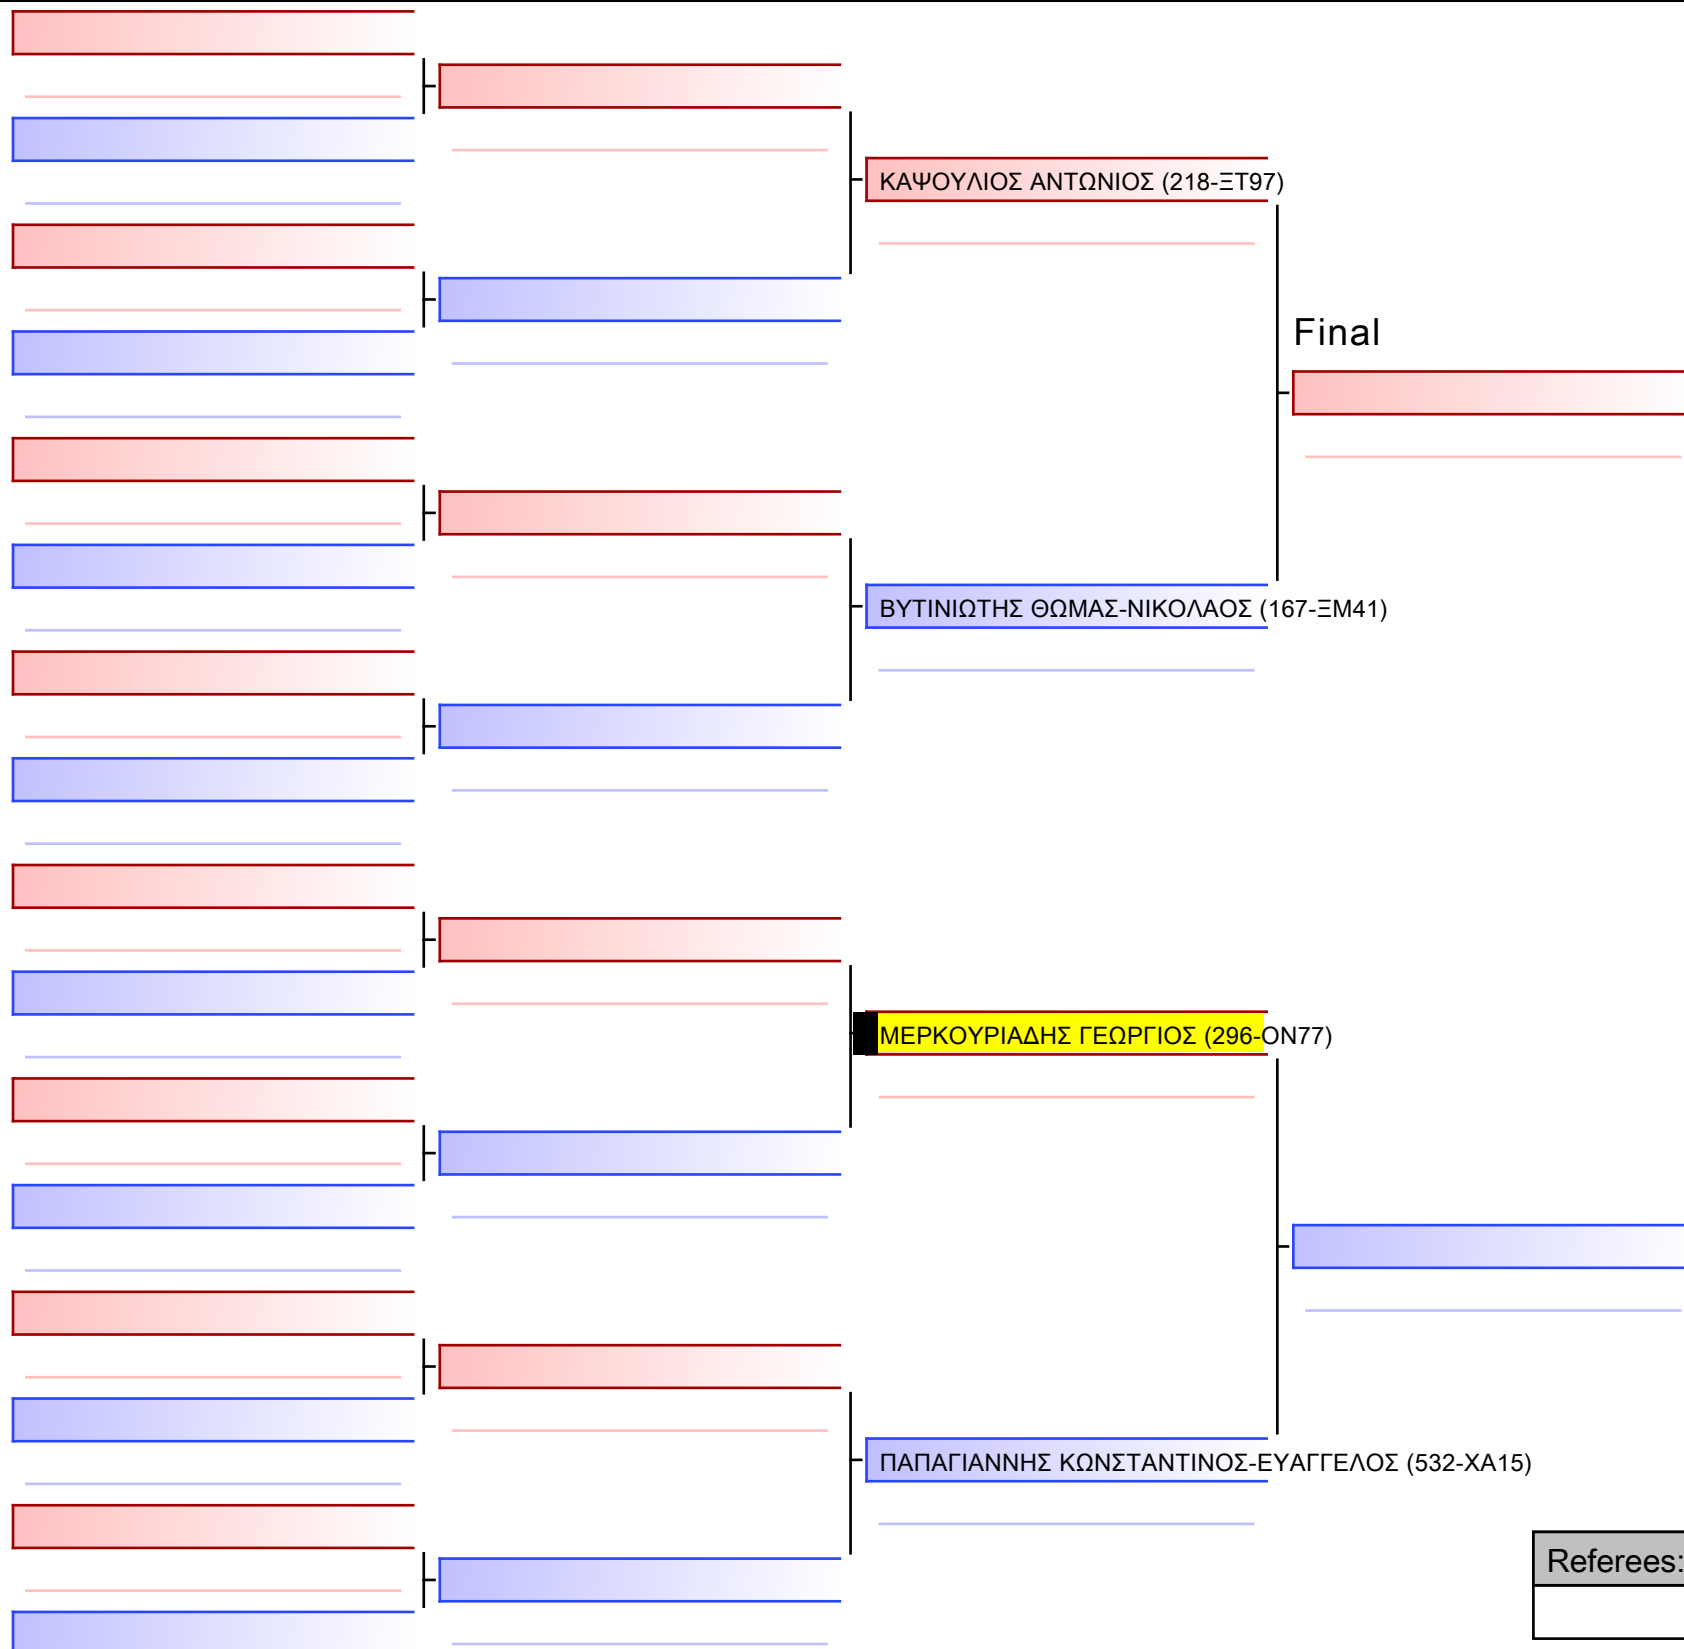 ΚΑΨΟΥΛΙΟΣ ΑΝΤΩΝΙΟΣ (218-ΞΤ97)
Final
ΒΥΤΙΝΙΩΤΗΣ ΘΩΜΑΣ-ΝΙΚΟΛΑΟΣ (167-ΞΜ41)
ΜΕΡΚΟΥΡΙΑΔΗΣ ΓΕΩΡΓΙΟΣ (296-ΟΝ77)
ΠΑΠΑΓΙΑΝΝΗΣ ΚΩΝΣΤΑΝΤΙΝΟΣ-ΕΥΑΓΓΕΛΟΣ (532-ΧΑ15)
Referees: